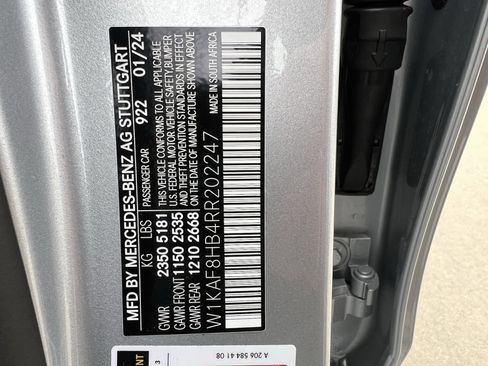 MFD BY MERCEDES-BENZ AG STUTTGART
922 01/24
KG LBS PASSENGER CAR
GVWR 2350 5181 THIS VEHICLE CONFORMS TO ALL APPLICABLE
GAWR FRONT 1150 2535 U.S. FEDERAL MOTOR VEHICLE SAFETY, BUMPER
GAWR REAR 1210 2668 AND THEFT PREVENTION STANDARDS IN EFFECT
ON THE DATE OF MANUFACTURE SHOWN ABOVE
W1KAF8HB4RR202247 MADE IN SOUTH AFRICA
A 206 584 41 08